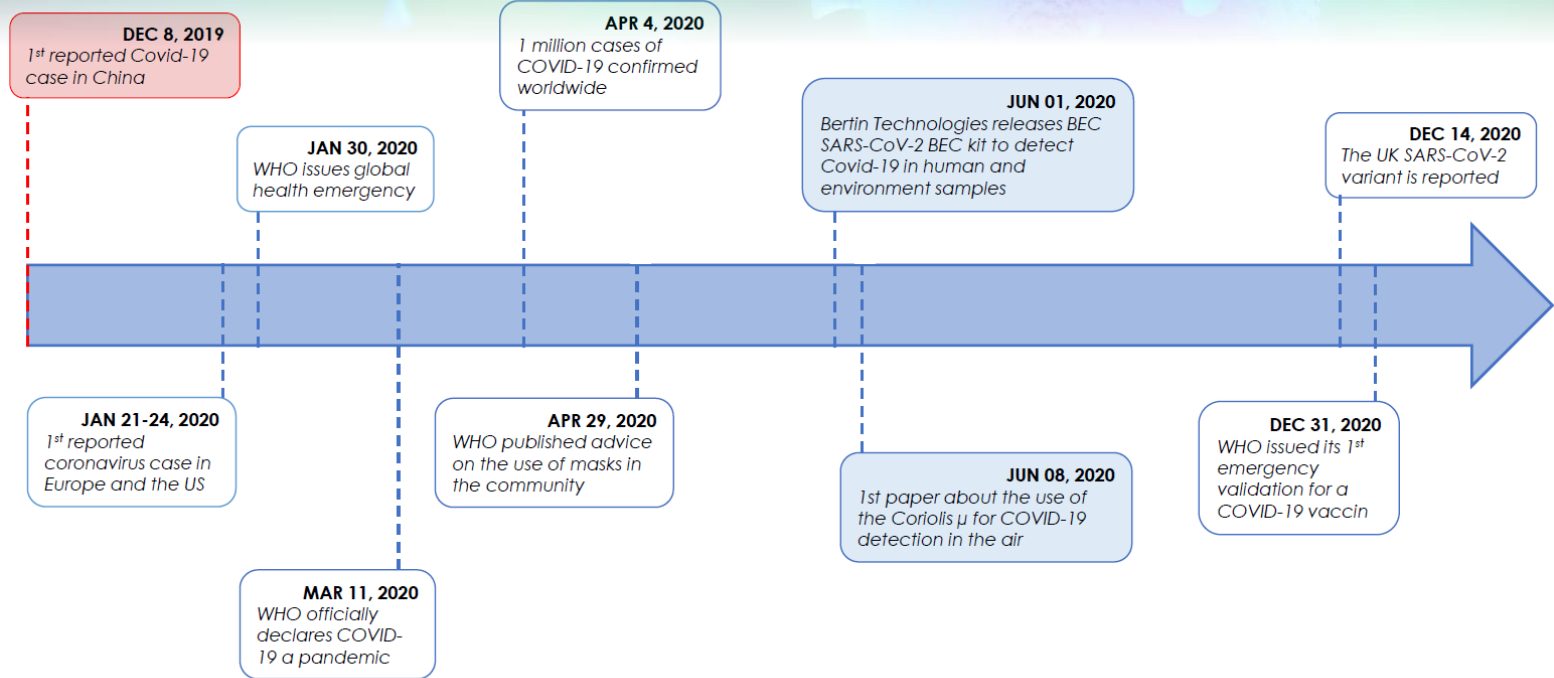 DEC 8, 2019
1st reported Covid-19
case in China
JAN 21-24, 2020
1st reported
coronavirus case in
Europe and the US
JAN 30, 2020
WHO issues global
health emergency
MAR 11, 2020
WHO officially
declares COVID-
19 a pandemic
APR 4, 2020
1 million cases of
COVID-19 confirmed
worldwide
APR 29, 2020
WHO published advice
on the use of masks in
the community
JUN 01, 2020
Bertin Technologies releases BEC
SARS-CoV-2 BEC kit to detect
Covid-19 in human and
environment samples
JUN 08, 2020
1st paper about the use of
the Coriolis μ for COVID-19
detection in the air
DEC 14, 2020
The UK SARS-CoV-2
variant is reported
DEC 31, 2020
WHO issued its 1st
emergency
validation for a
COVID-19 vaccin